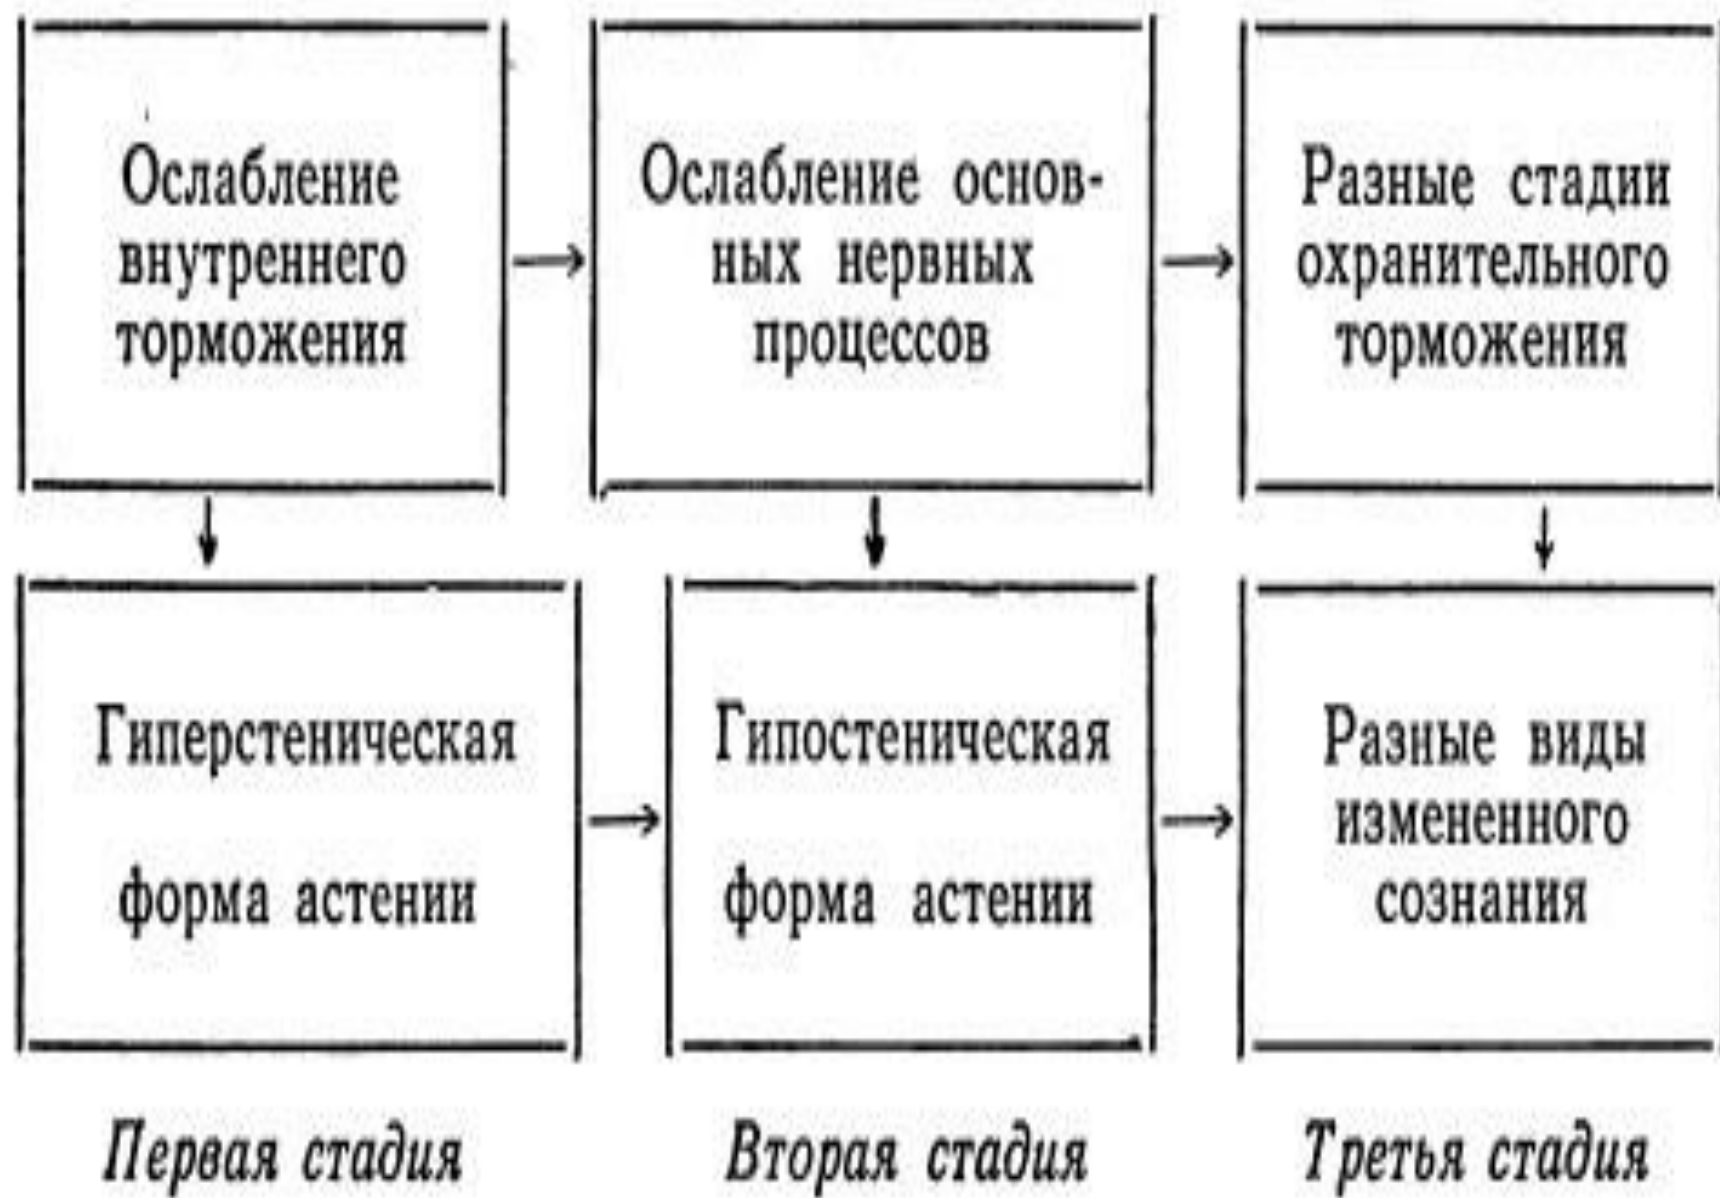 Ослабление
внутреннего
торможения
Ослабление основ-
ных нервных
процессов
Разные стадии
охранительного
торможения
Гиперстеническая
форма астении
Гипостеническая
форма астении
Разные виды
измененного
сознания
Первая стадия
Вторая стадия
Третья стадия